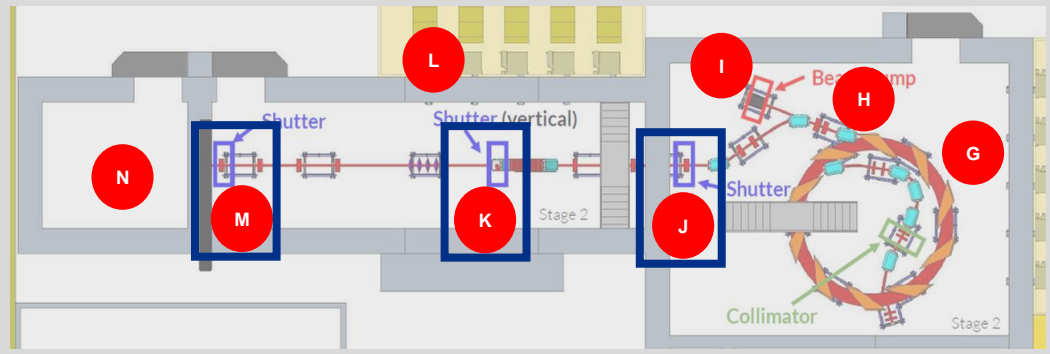 L
I
Shutter
Shutter (vertical)
H
G
N
M
K
Stage 2
J
Shutter
Collimator
Stage 2